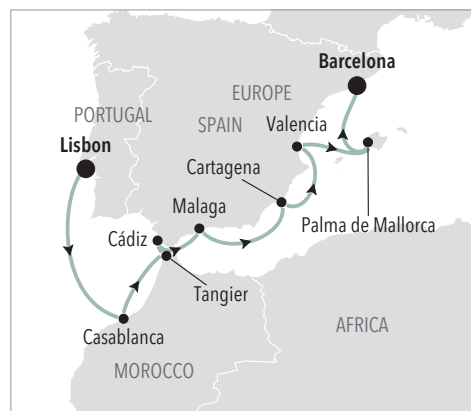 Barcelona
EUROPE
PORTUGAL
SPAIN
Valencia
Lisbon
Cartagena
Malaga
Palma de Mallorca
Cádiz
Tangier
Casablanca
AFRICA
MOROCCO